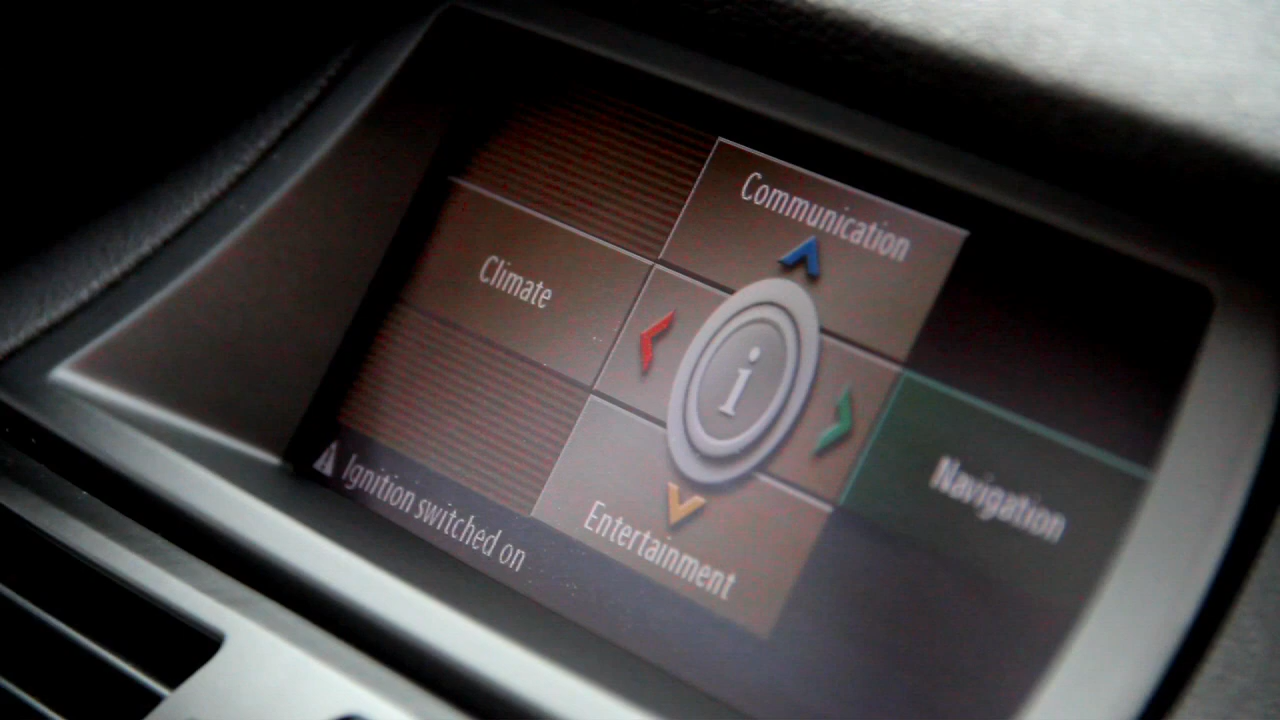 Communication
Climate
i
Navigation
Entertainment
Ignition switched on